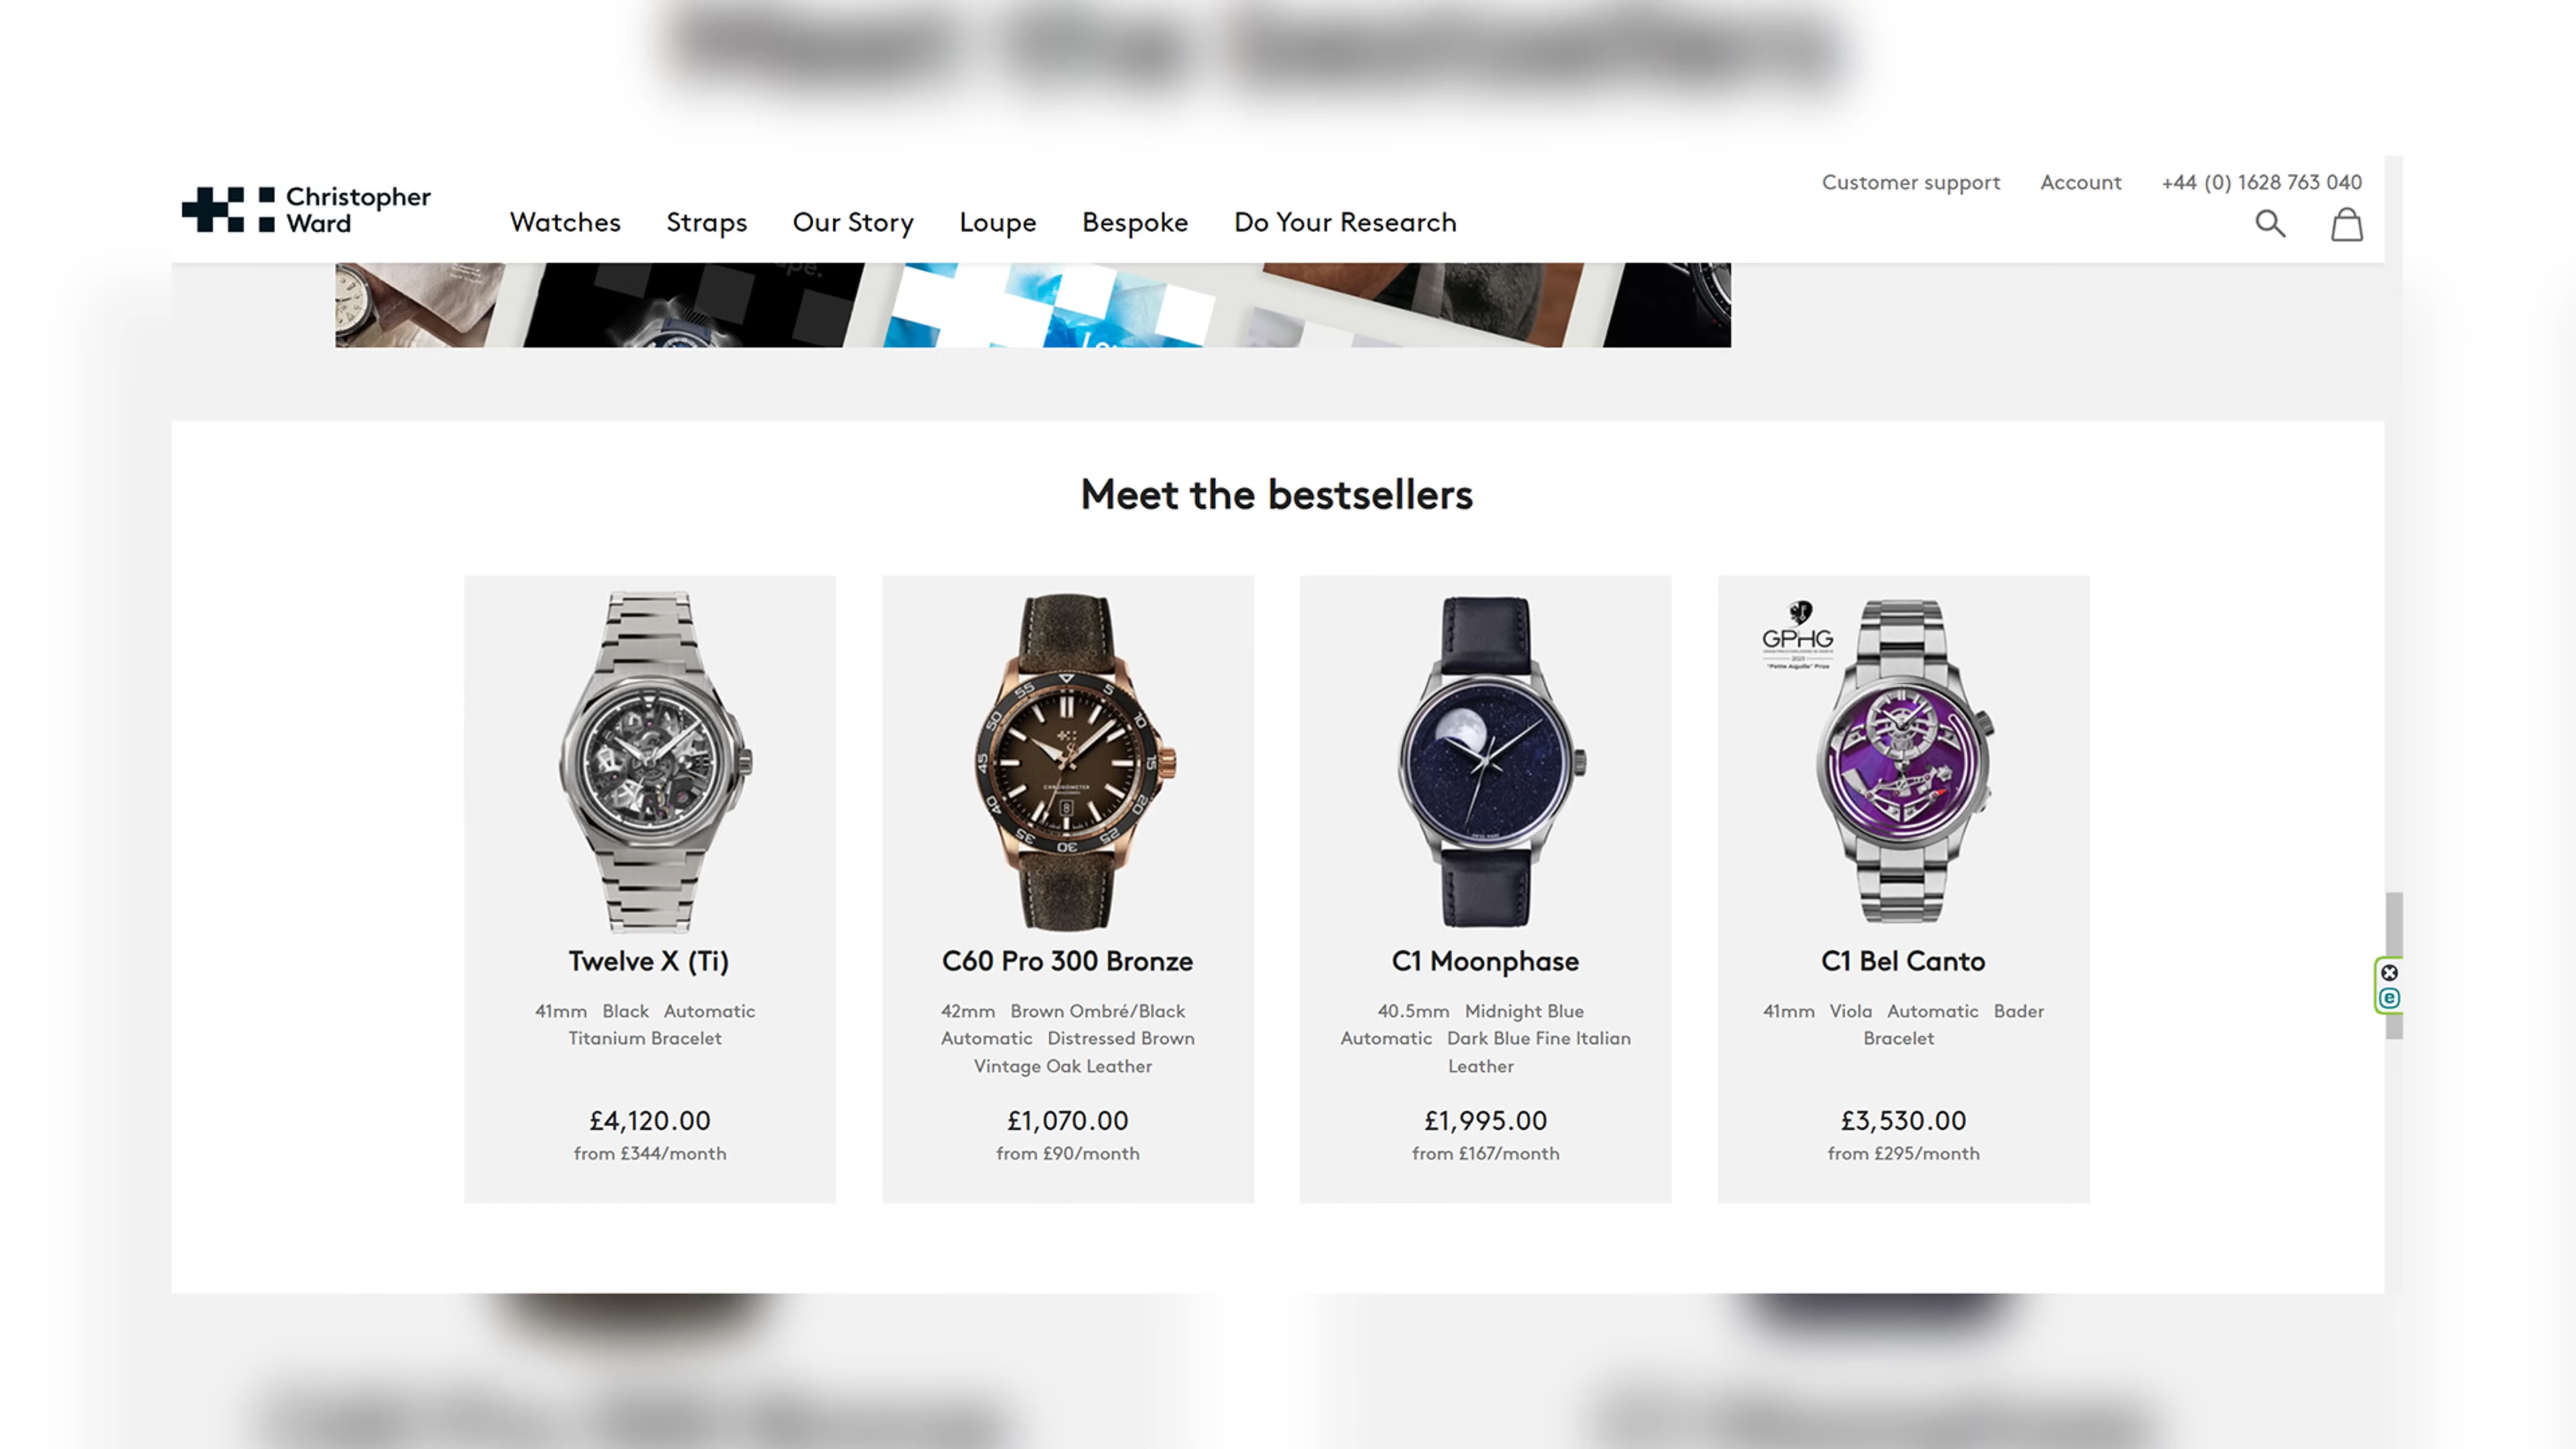 Customer support Account +44 (0) 1628 763 040
Christopher
Ward
Watches Straps Our Story Loupe Bespoke Do Your Research
Meet the bestsellers
GPHG
"Petite Aiguille" Prize
Twelve X (Ti)
41mm Black Automatic
Titanium Bracelet
£4,120.00
from £344/month
C60 Pro 300 Bronze
42mm Brown Ombré/Black
Automatic Distressed Brown
Vintage Oak Leather
£1,070.00
from £90/month
C1 Moonphase
40.5mm Midnight Blue
Automatic Dark Blue Fine Italian
Leather
£1,995.00
from £167/month
C1 Bel Canto
41mm Viola Automatic Bader
Bracelet
£3,530.00
from £295/month